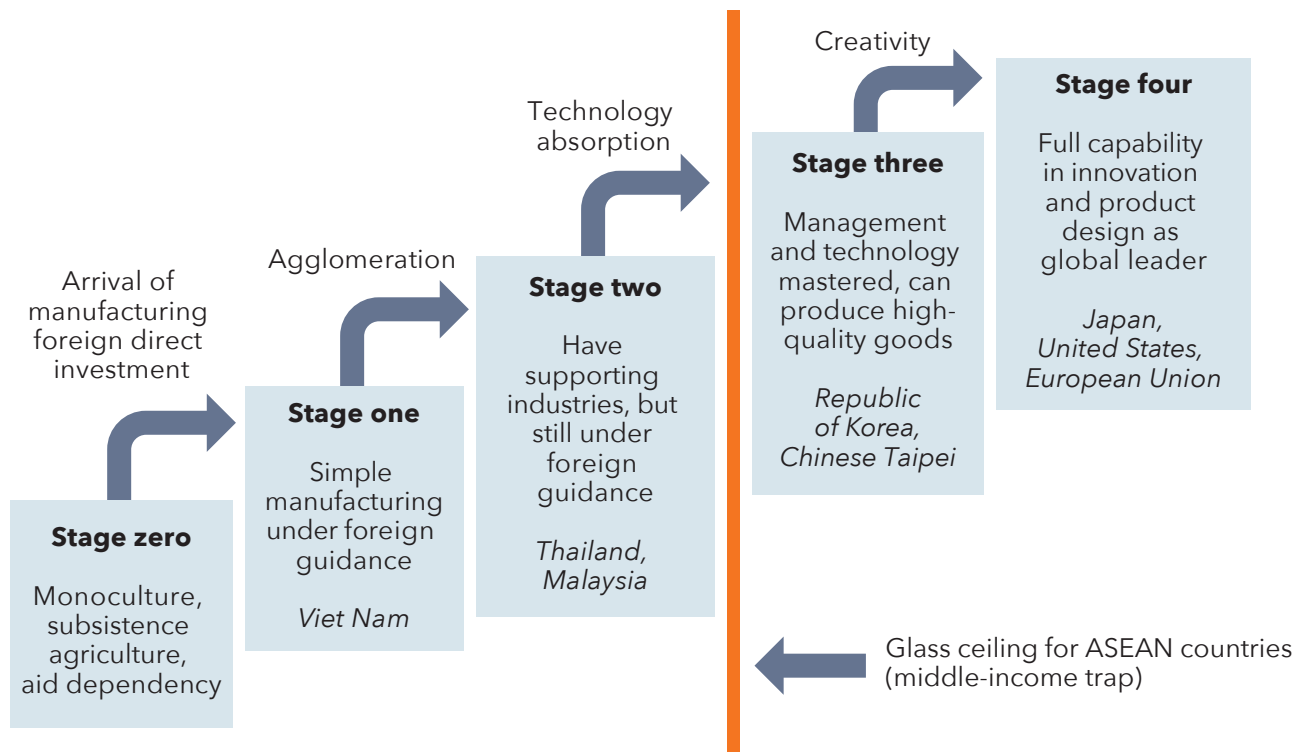 Arrival of
manufacturing
foreign direct
investment
Stage zero
Monoculture,
subsistence
agriculture,
aid dependency
Agglomeration
Stage one
Simple
manufacturing
under foreign
guidance
Viet Nam
Technology
absorption
Stage two
Have
supporting
industries, but
still under
foreign
guidance
Thailand,
Malaysia
Creativity
Stage three
Management
and technology
mastered, can
produce high-
quality goods
Republic
of Korea,
Chinese Taipei
Stage four
Full capability
in innovation
and product
design as
global leader
Japan,
United States,
European Union
Glass ceiling for ASEAN countries
(middle-income trap)